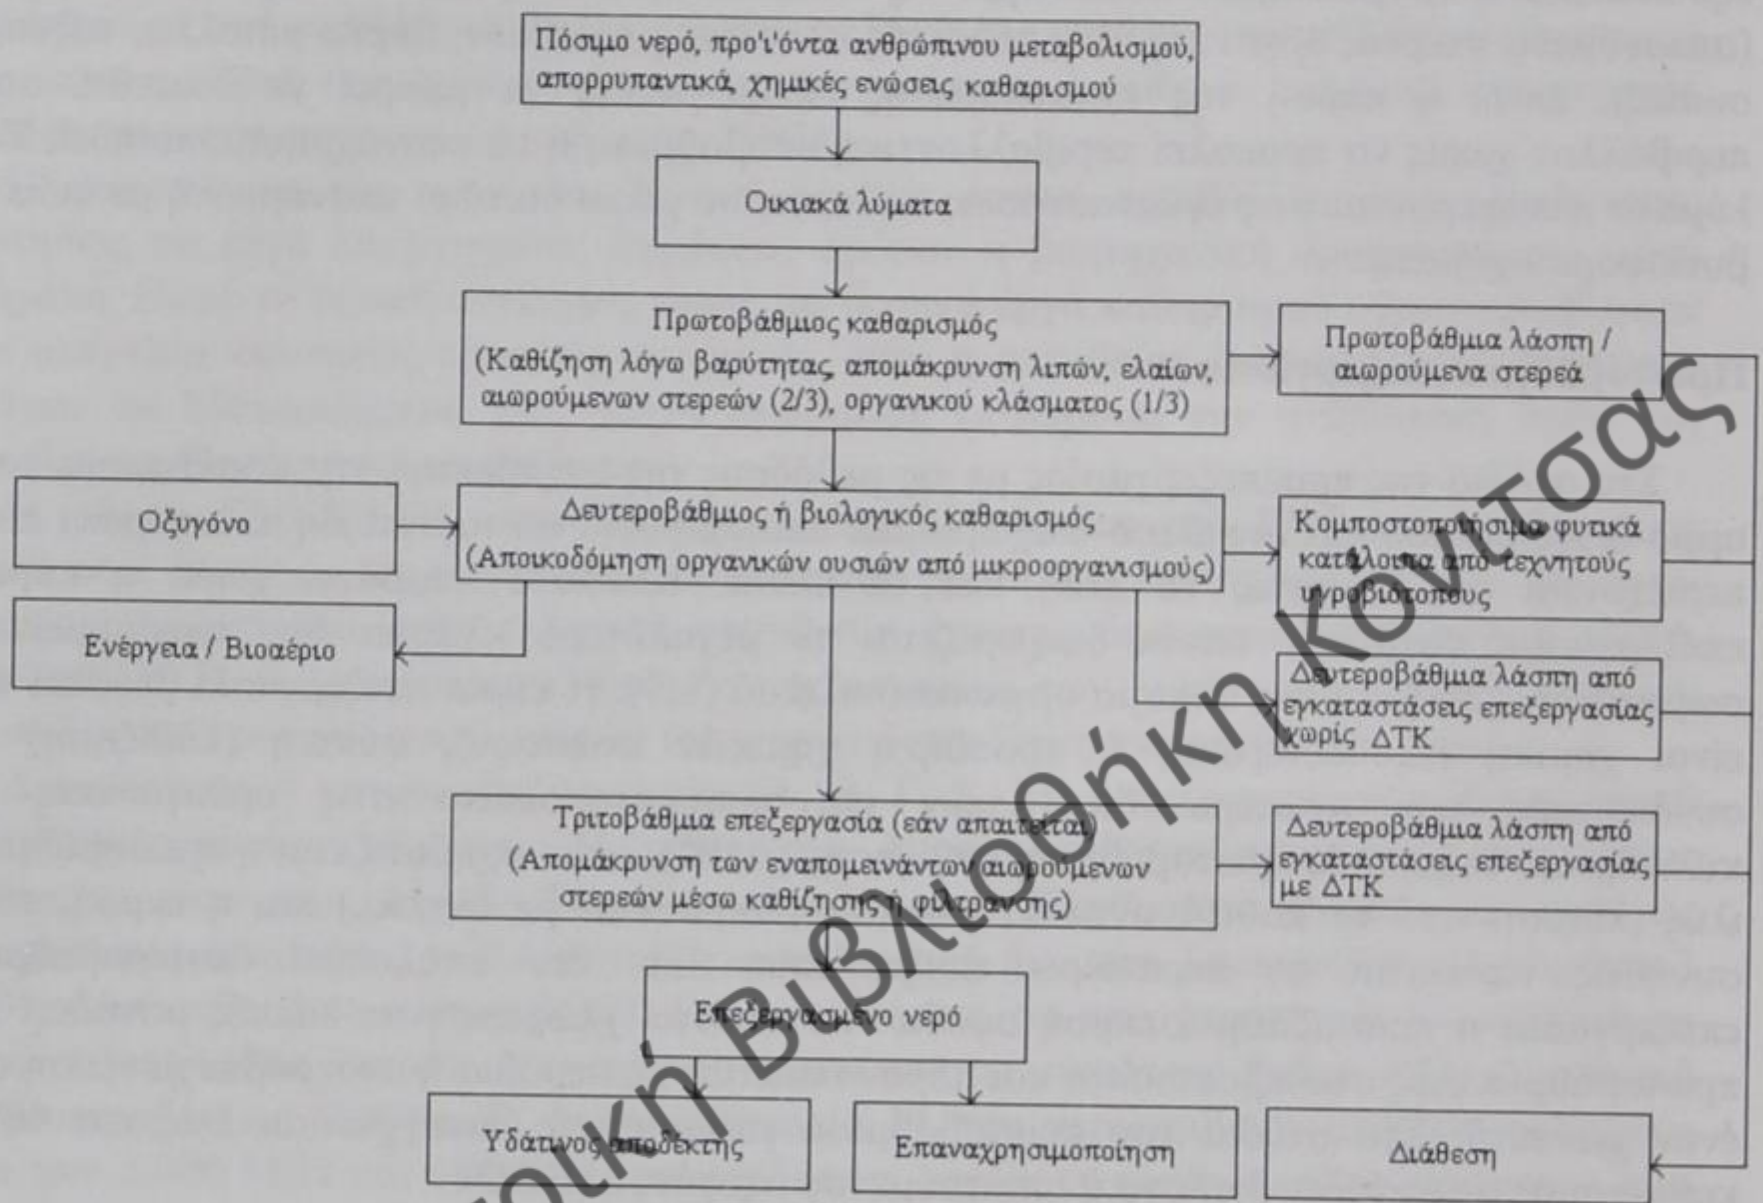 Πόσιμο νερό, προ'ι'όντα ανθρώπινου μεταβολισμού,
απορρυπαντικά, χημικές ενώσεις καθαρισμού
Οικιακά λύματα
Πρωτοβάθμιος καθαρισμός
(Καθίζηση λόγω βαρύτητας, απομάκρυνση λιπών, ελαίων,
αιωρούμενων στερεών (2/3), οργανικού κλάσματος (1/3)
Πρωτοβάθμια λάσπη /
αιωρούμενα στερεά
Οξυγόνο
Δευτεροβάθμιος ή βιολογικός καθαρισμός
(Αποικοδόμηση οργανικών ουσιών από μικροοργανισμούς)
Κομποστοποιήσιμα φυτικά
κατάλοιπα από τεχνητούς
υγροβιότοπους
Ενέργεια / Βιοαέριο
Δευτεροβάθμια λάσπη από
εγκαταστάσεις επεξεργασίας
χωρίς ΔΤΚ
Τριτοβάθμια επεξεργασία (εάν απαιτείται)
(Απομάκρυνση των εναπομεινάντων αιωρούμενων
στερεών μέσω καθίζησης ή φιλτρανσης)
Δευτεροβάθμια λάσπη από
εγκαταστάσεις επεξεργασίας
με ΔΤΚ
Επεξεργασμένο νερό
Υδάτινος αποδέκτης
Επαναχρησιμοποίηση
Διάθεση
Βιβλιοθήκη Κόνιτσας